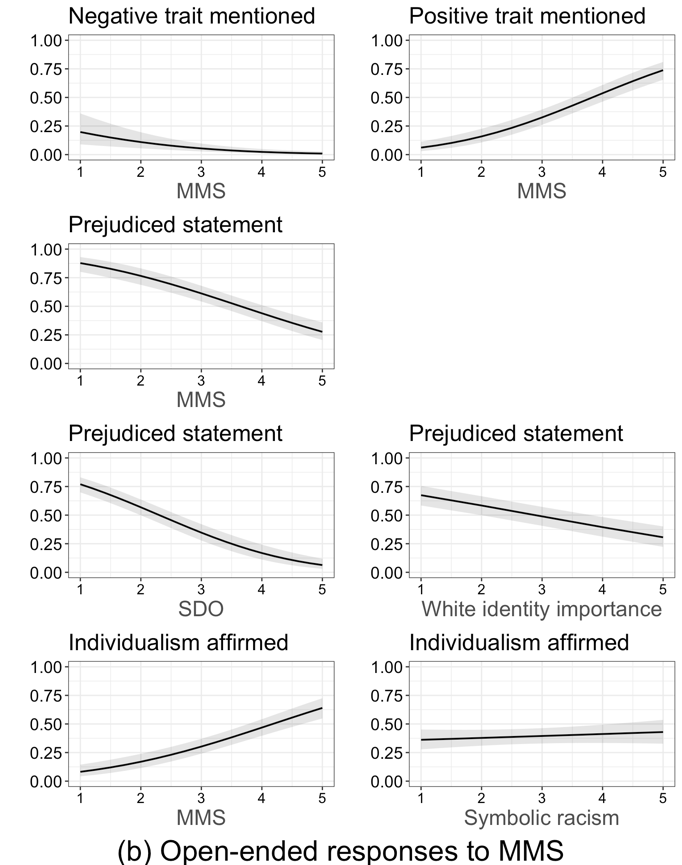 Negative trait mentioned
1.00
0.75
0.50
0.25
0.00
1 2 3 4 5
MMS
Positive trait mentioned
1.00
0.75
0.50
0.25
0.00
1 2 3 4 5
MMS
Prejudiced statement
1.00
0.75
0.50
0.25
0.00
1 2 3 4 5
MMS
Prejudiced statement
1.00
0.75
0.50
0.25
0.00
1 2 3 4 5
SDO
Prejudiced statement
1.00
0.75
0.50
0.25
0.00
1 2 3 4 5
White identity importance
Individualism affirmed
1.00
0.75
0.50
0.25
0.00
1 2 3 4 5
MMS
Individualism affirmed
1.00
0.75
0.50
0.25
0.00
1 2 3 4 5
Symbolic racism
(b) Open-ended responses to MMS